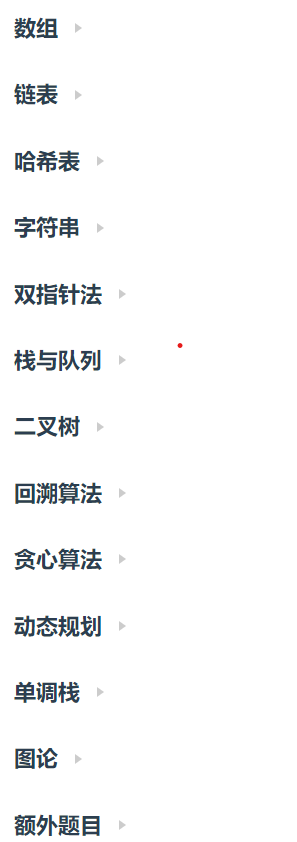 数组
链表
哈希表
字符串
双指针法
栈与队列
二叉树
回溯算法
贪心算法
动态规划
单调栈
图论
额外题目